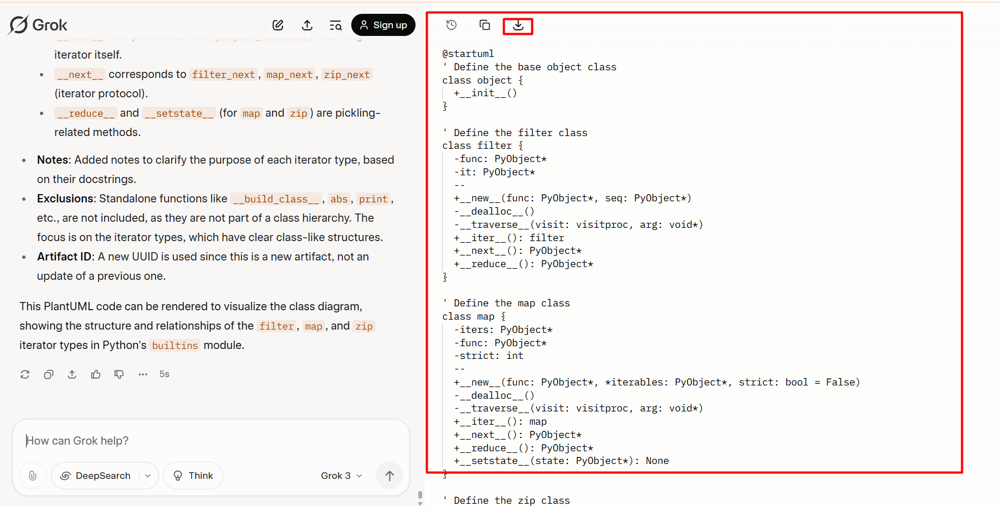 Grok
Sign up
iterator itself.
__next__ corresponds to filter_next, map_next, zip_next
(iterator protocol).
__reduce__ and __setstate__ (for map and zip) are pickling-
related methods.
Notes: Added notes to clarify the purpose of each iterator type, based
on their docstrings.
Exclusions: Standalone functions like __build_class__, abs, print,
etc., are not included, as they are not part of a class hierarchy. The
focus is on the iterator types, which have clear class-like structures.
Artifact ID: A new UUID is used since this is a new artifact, not an
update of a previous one.
This PlantUML code can be rendered to visualize the class diagram,
showing the structure and relationships of the filter, map, and zip
iterator types in Python's builtins module.
5s
How can Grok help?
DeepSearch
Think
Grok 3
@startuml
' Define the base object class
class object {
  +__init__()
}
' Define the filter class
class filter {
  -func: PyObject*
  -it: PyObject*
  --
  +__new__(func: PyObject*, seq: PyObject*)
  -__dealloc__()
  -__traverse__(visit: visitproc, arg: void*)
  +__iter__(): filter
  +__next__(): PyObject*
  +__reduce__(): PyObject*
}
' Define the map class
class map {
  -iters: PyObject*
  -func: PyObject*
  -strict: int
  --
  +__new__(func: PyObject*, *iterables: PyObject*, strict: bool = False)
  -__dealloc__()
  -__traverse__(visit: visitproc, arg: void*)
  +__iter__(): map
  +__next__(): PyObject*
  +__reduce__(): PyObject*
  +__setstate__(state: PyObject*): None
}
' Define the zip class